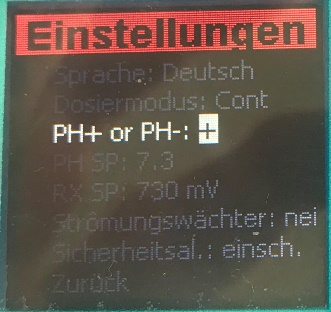 Einstellungen
Sprache: Deutsch
Dosiermodus: Cont
PH+ or PH-: +
PH SP: 7.3
RX SP: 730 mV
Strömungswächter: nei
Sicherheitsal.: einsch.
Zurück